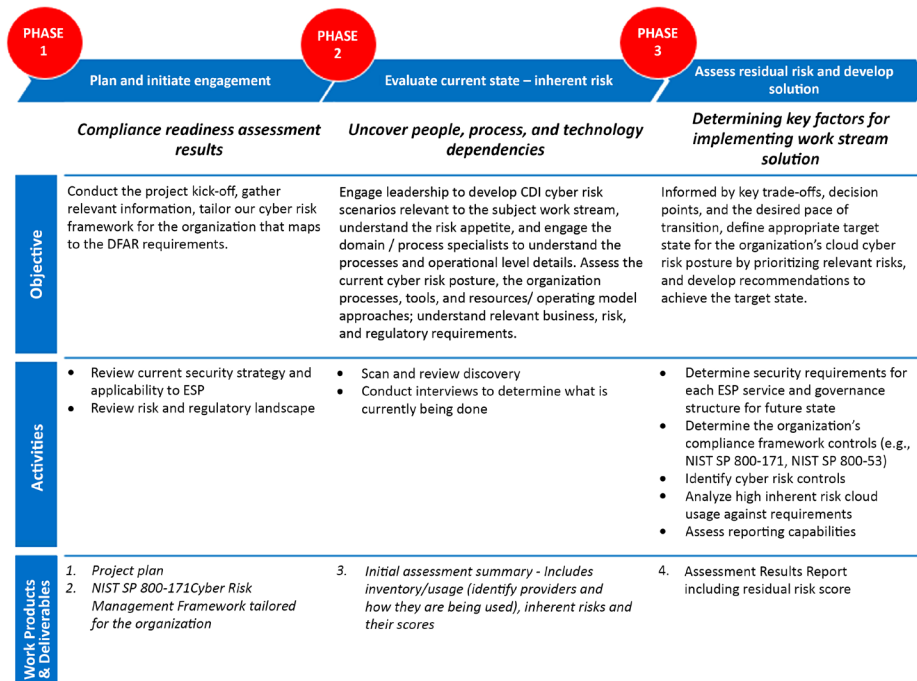 PHASE
1
Plan and initiate engagement
PHASE
2
Evaluate current state – inherent risk
PHASE
3
Assess residual risk and develop
solution
Compliance readiness assessment
results
Uncover people, process, and technology
dependencies
Determining key factors for
implementing work stream
solution
Objective
Conduct the project kick-off, gather
relevant information, tailor our cyber risk
framework for the organization that maps
to the DFAR requirements.
Engage leadership to develop CDI cyber risk
scenarios relevant to the subject work stream,
understand the risk appetite, and engage the
domain / process specialists to understand the
processes and operational level details. Assess the
current cyber risk posture, the organization
processes, tools, and resources/ operating model
approaches; understand relevant business, risk,
and regulatory requirements.
Informed by key trade-offs, decision
points, and the desired pace of
transition, define appropriate target
state for the organization's cloud cyber
risk posture by prioritizing relevant risks,
and develop recommendations to
achieve the target state.
Activities
• Review current security strategy and
applicability to ESP
• Review risk and regulatory landscape
• Scan and review discovery
• Conduct interviews to determine what is
currently being done
• Determine security requirements for
each ESP service and governance
structure for future state
• Determine the organization's
compliance framework controls (e.g.,
NIST SP 800-171, NIST SP 800-53)
• Identify cyber risk controls
• Analyze high inherent risk cloud
usage against requirements
• Assess reporting capabilities
Work Products
& Deliverables
1. Project plan
2. NIST SP 800-171Cyber Risk
Management Framework tailored
for the organization
3. Initial assessment summary - Includes
inventory/usage (identify providers and
how they are being used), inherent risks and
their scores
4. Assessment Results Report
including residual risk score